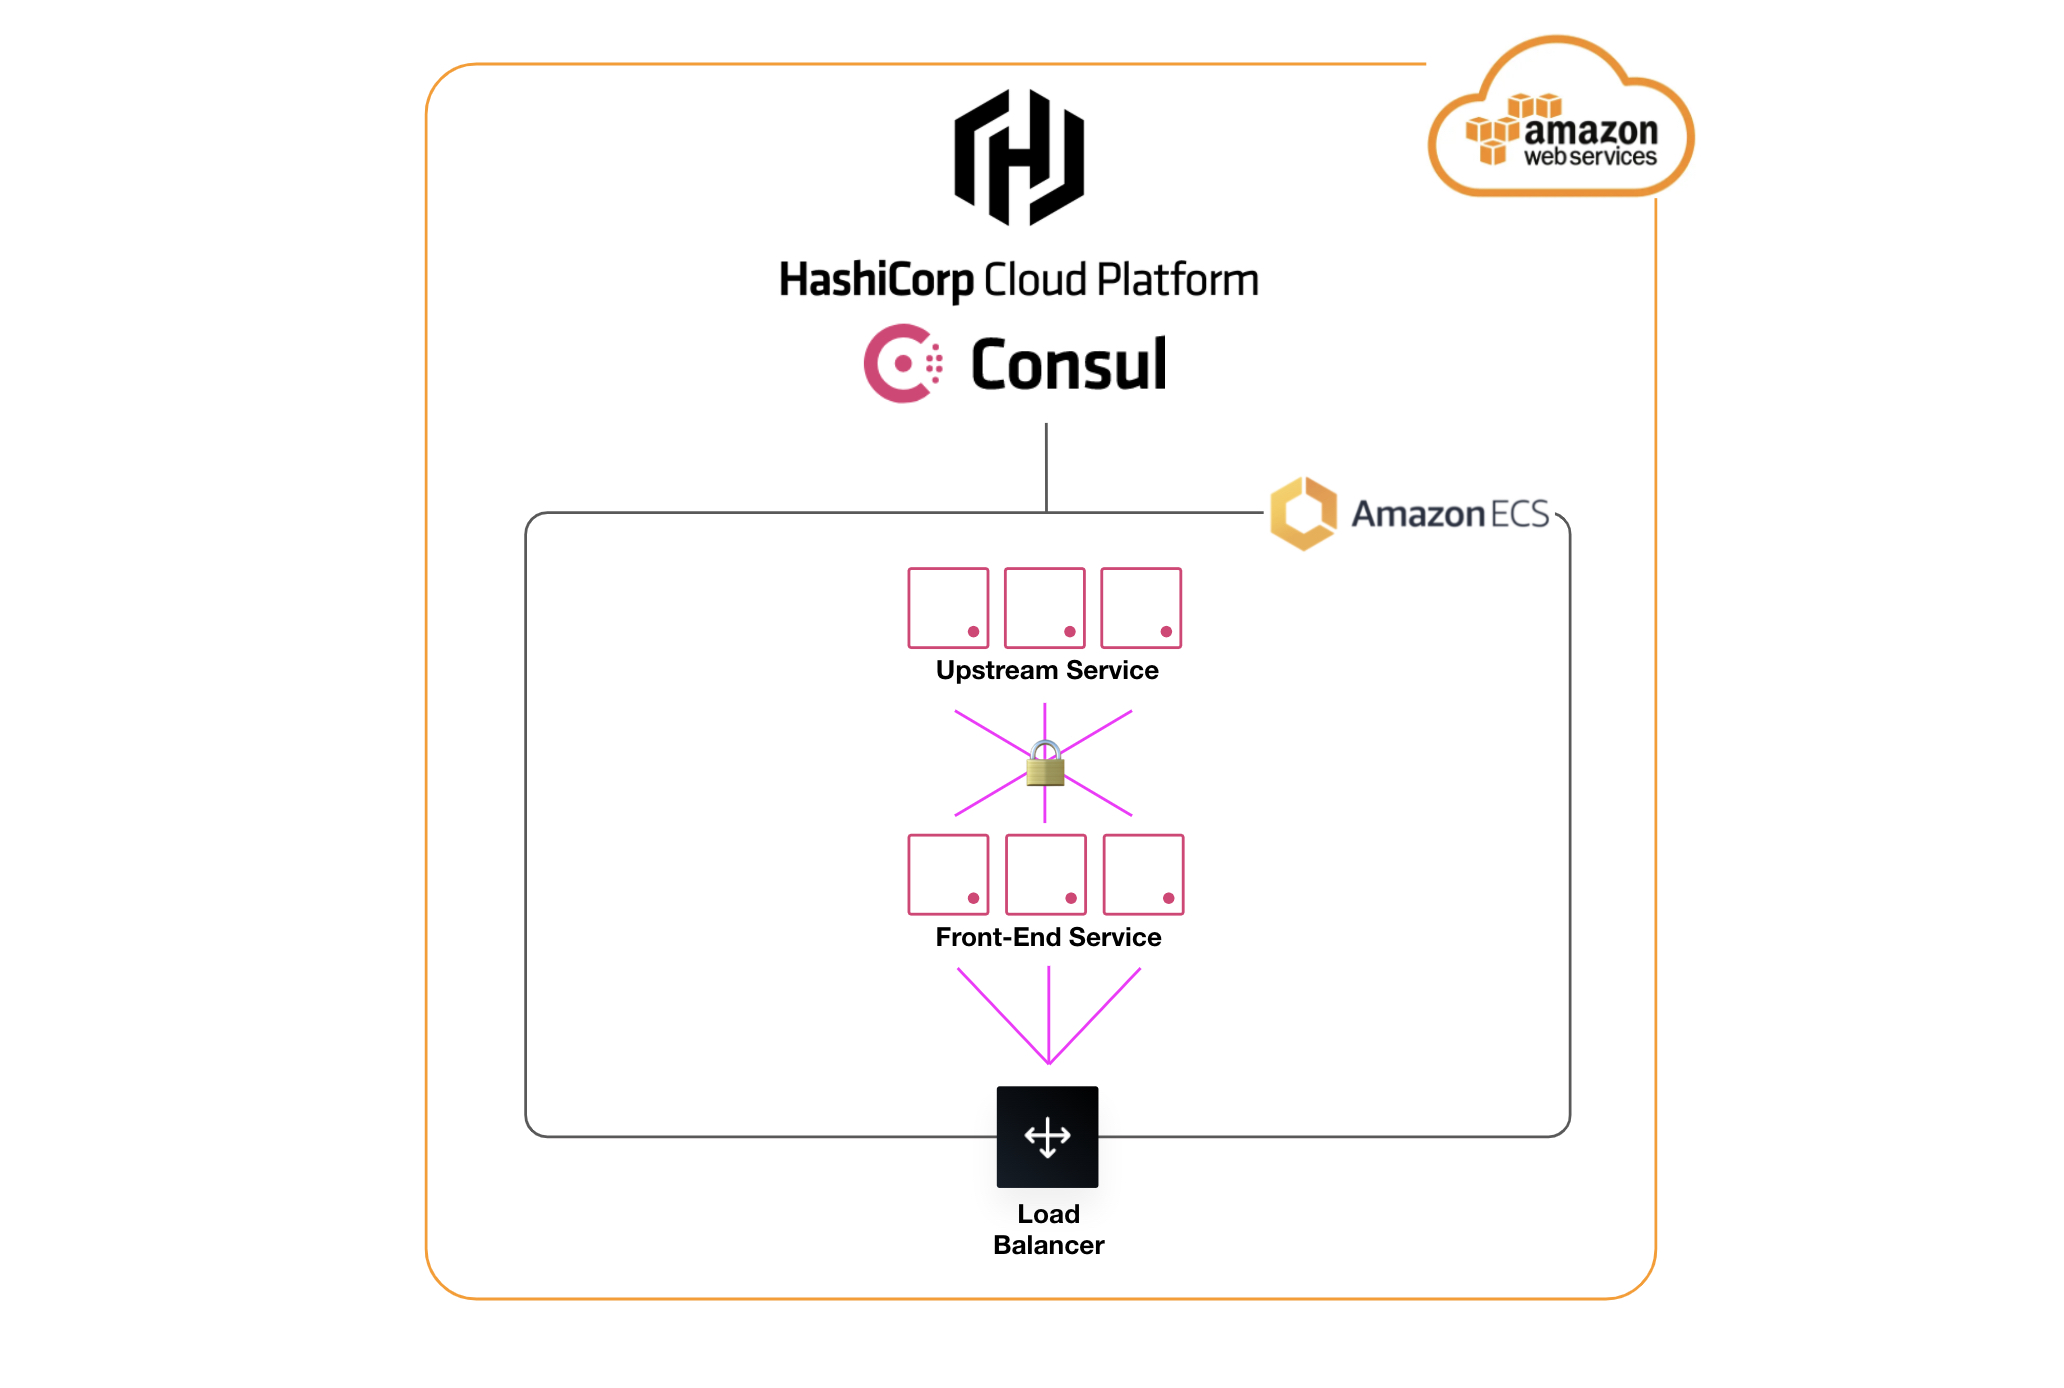 amazon
web services
HashiCorp Cloud Platform
Consul
Amazon ECS
Upstream Service
Front-End Service
Load
Balancer